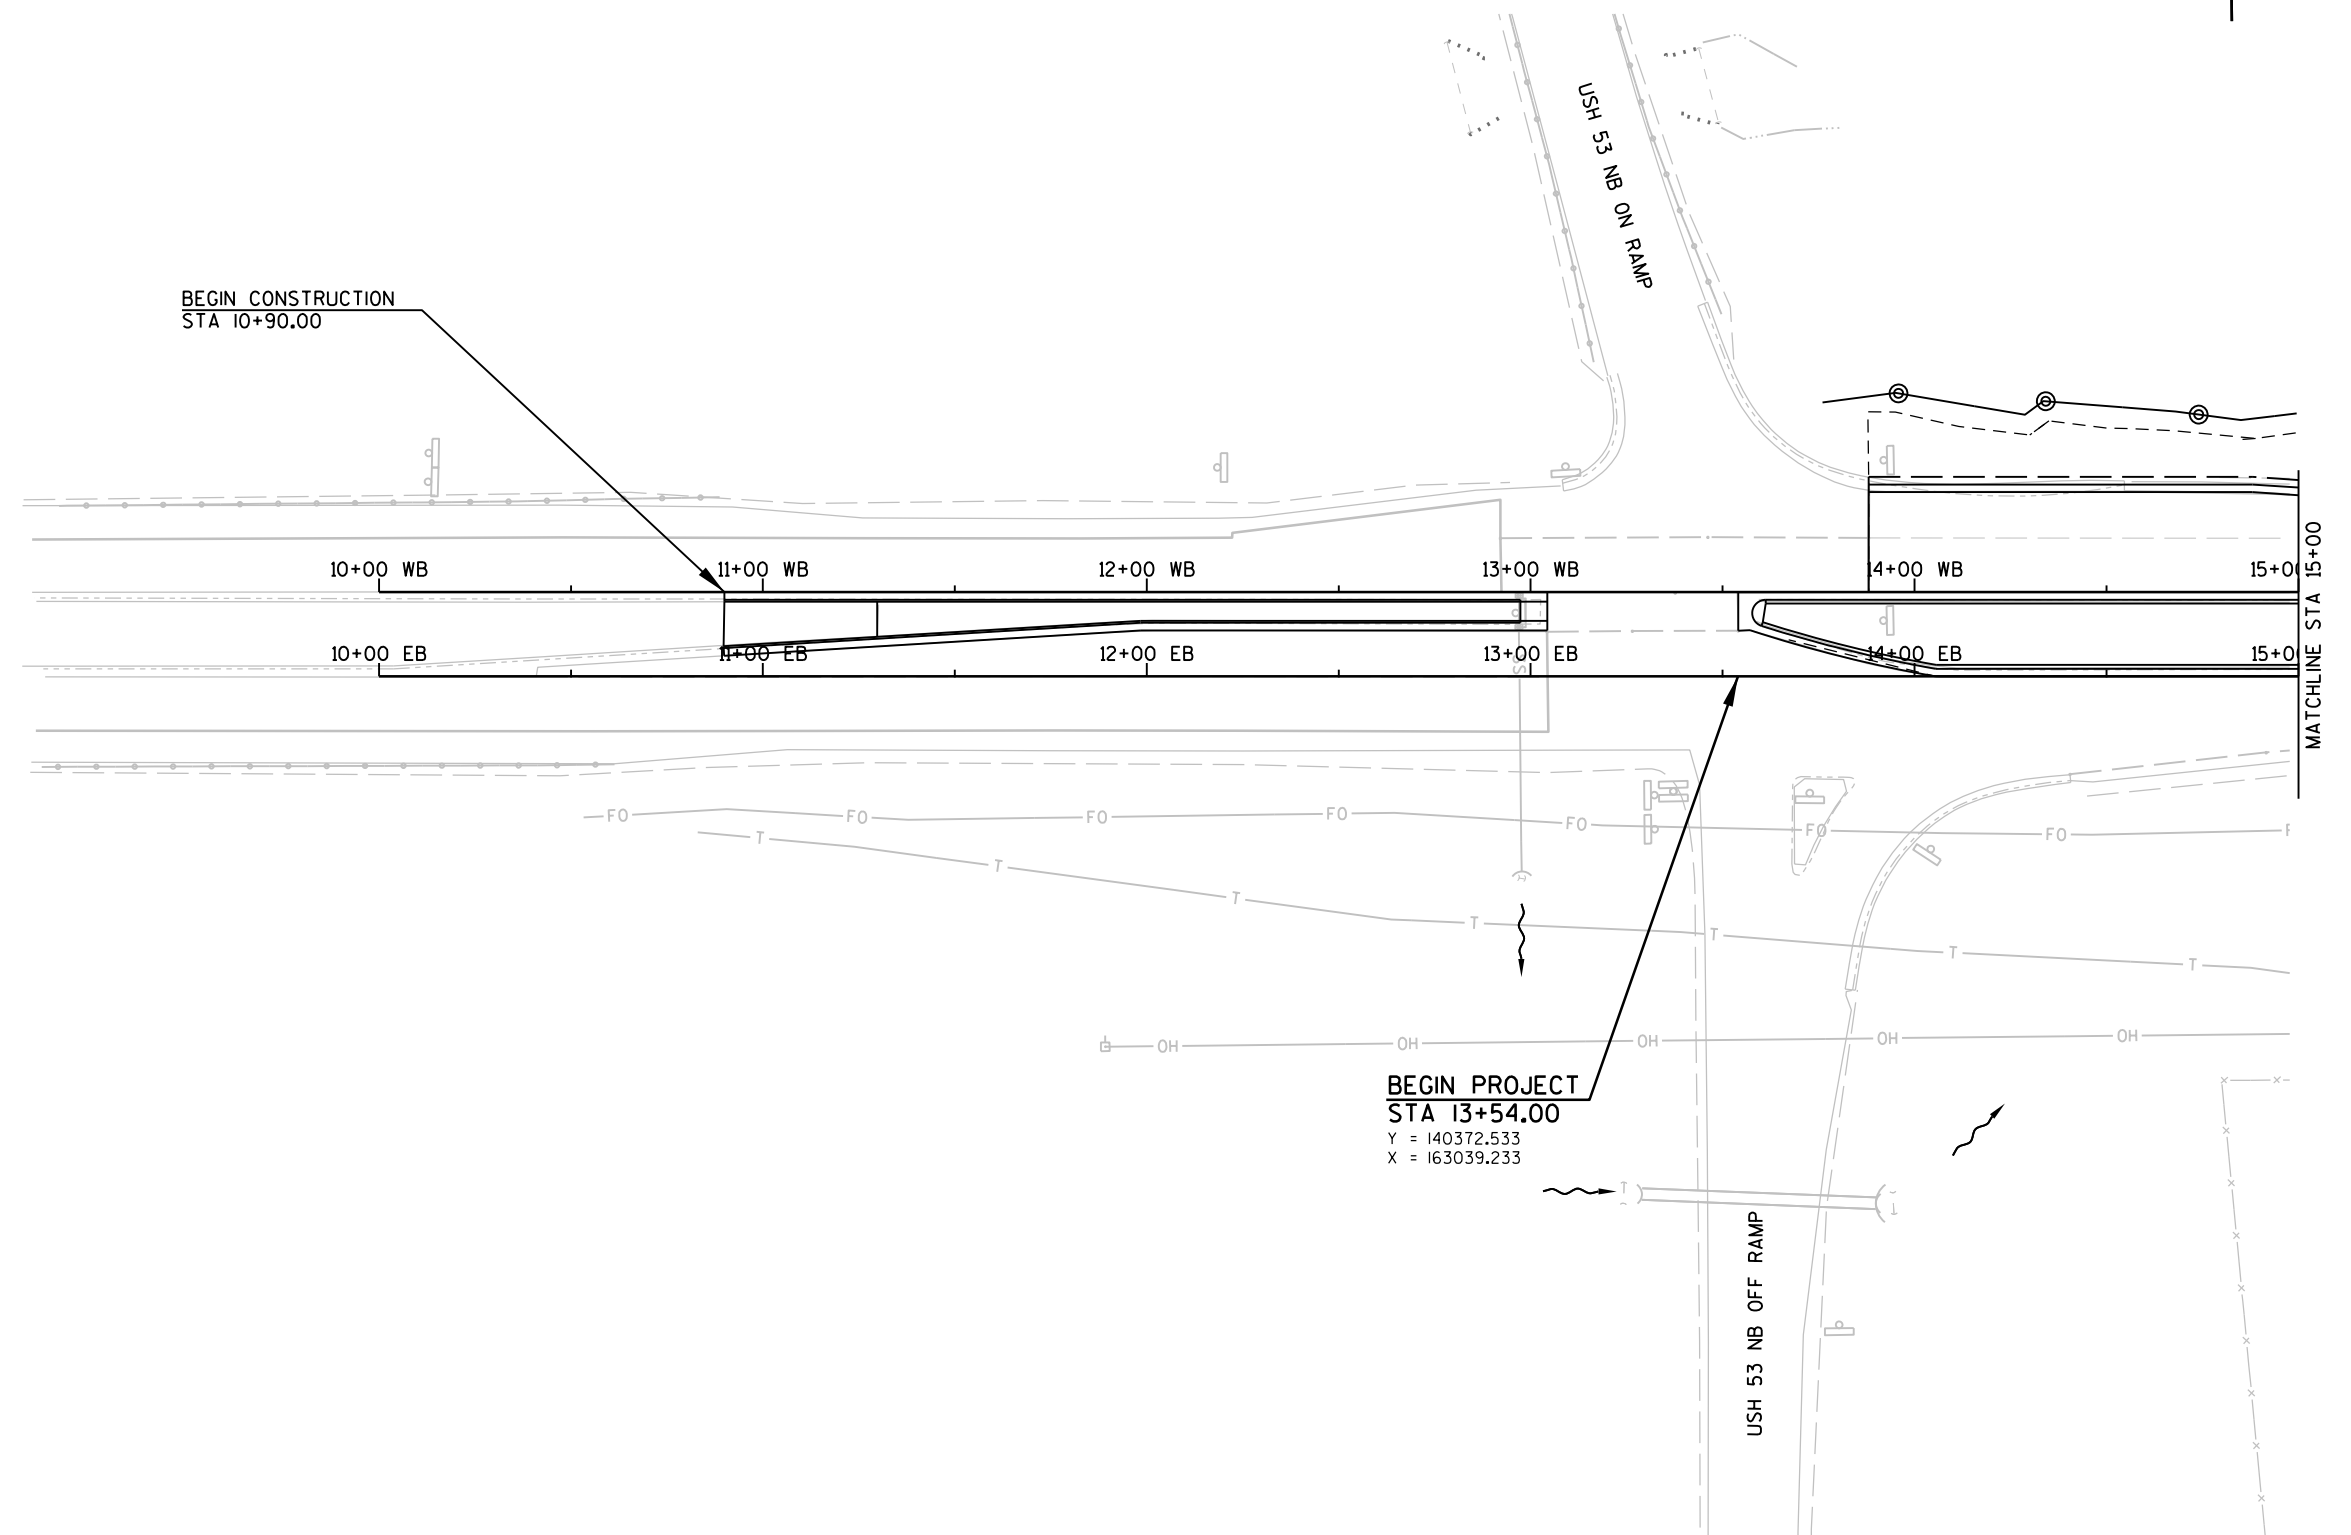 USH 53 NB ON RAMP
BEGIN CONSTRUCTION
STA 10+90.00
10+00 WB
11+00 WB
12+00 WB
13+00 WB
14+00 WB
15+0
MATCHLINE STA 15+00
10+00 EB
11+00 EB
12+00 EB
13+00 EB
14+00 EB
15+0
SS
FO
FO
FO
FO
FO
FO
FO
F
T
T
T
T
T
T
T
OH
OH
OH
OH
OH
BEGIN PROJECT
STA 13+54.00
Y = 140372.533
X = 163039.233
USH 53 NB OFF RAMP